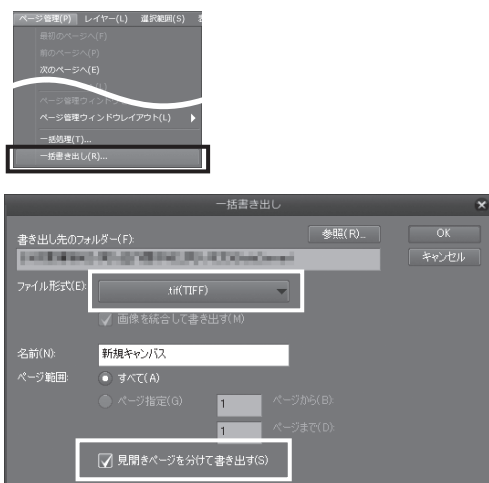 ページ管理(P) レイヤー(L) 選択範囲(S)
最初のページへ(F)
前のページへ(P)
次のページへ(E)
ページ管理ウィンドウレイアウト(L)
一括処理(T)...
一括書き出し(R)...
一括書き出し
書き出し先のフォルダー(F):
参照(R)...
OK
キャンセル
ファイル形式(E):
.tif(TIFF)
画像を統合して書き出す(M)
名前(N):
新規キャンバス
ページ範囲:
すべて(A)
ページ指定(G)
1
ページから(B):
1
ページまで(D):
見開きページを分けて書き出す(S)